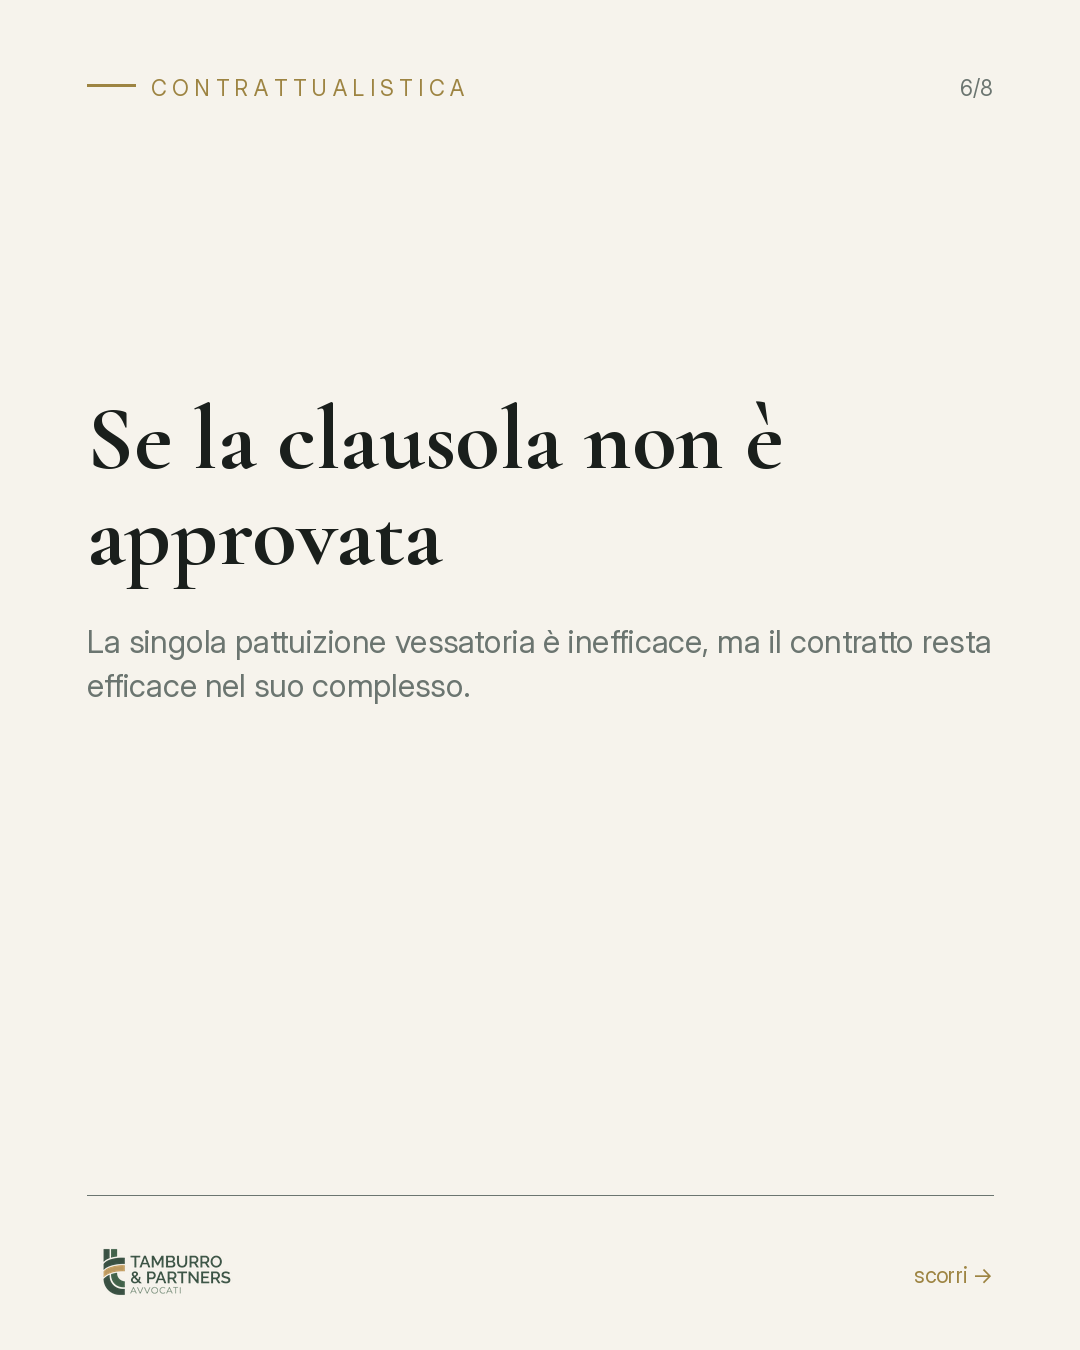 CONTRATTUALISTICA
6/8
Se la clausola non è
approvata
La singola pattuizione vessatoria è inefficace, ma il contratto resta
efficace nel suo complesso.
TAMBURRO
& PARTNERS
AVVOCATI
scorri →